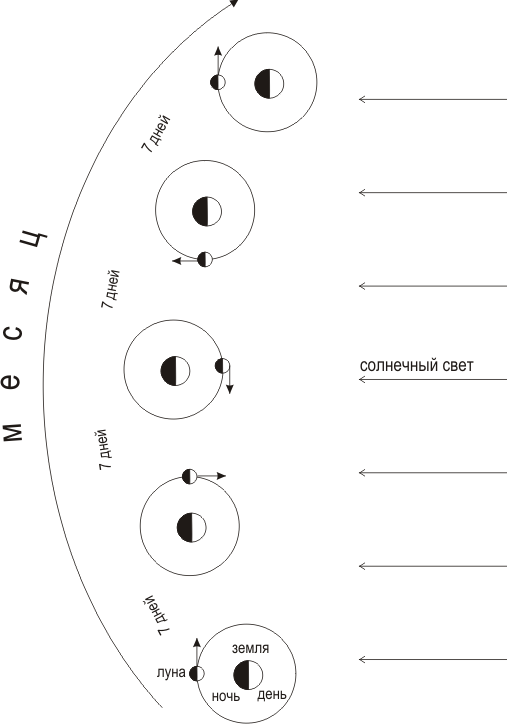 7 дней
месяц
7 дней
солнечный свет
7 дней
7 дней
земля
луна
ночь
день